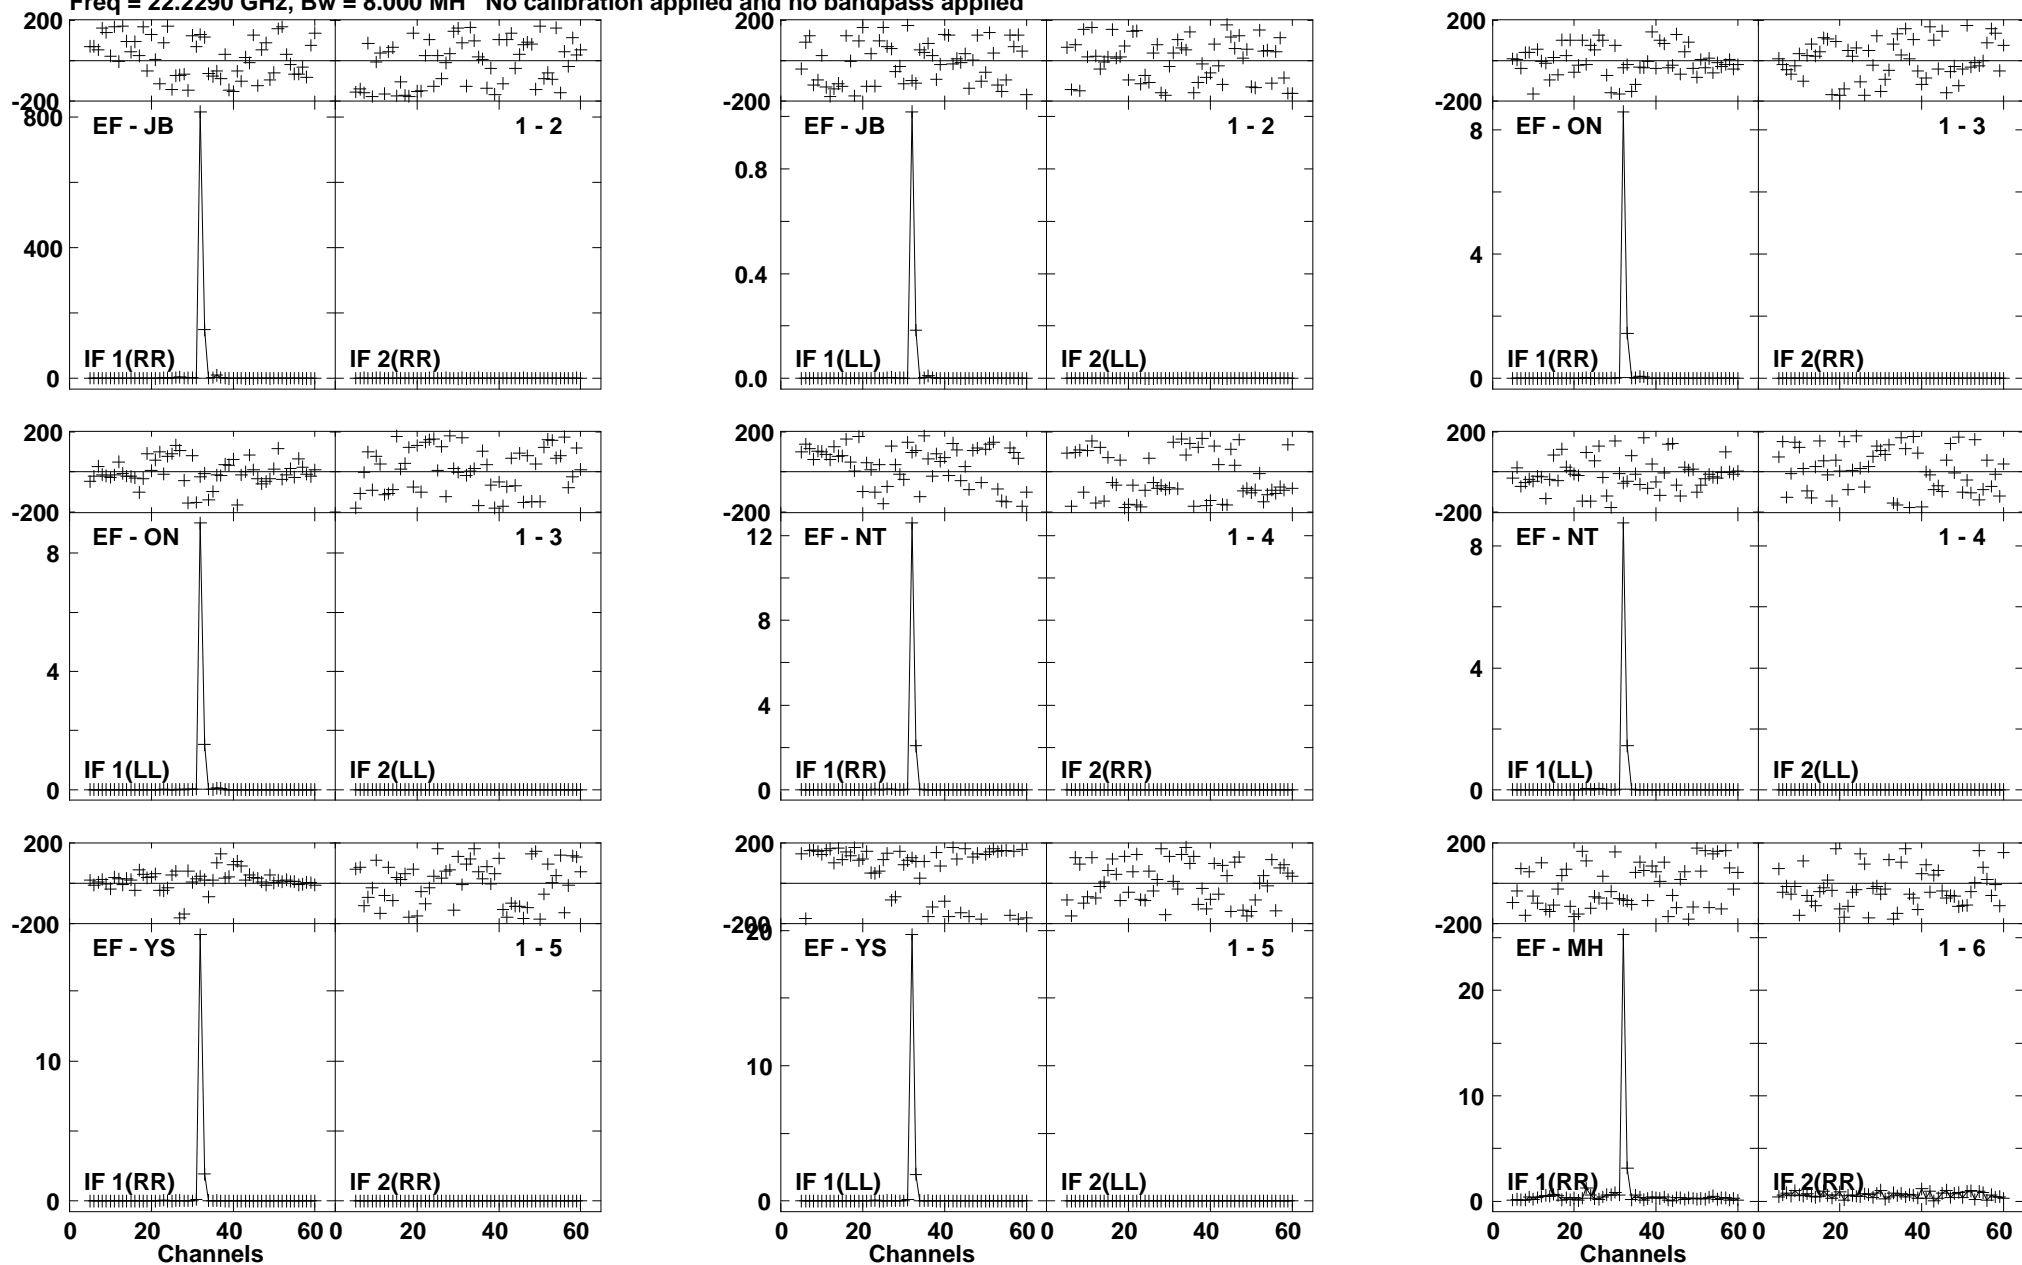 Freq = 22.2290 GHz, Bw = 8.000 MH No calibration applied and no bandpass applied
200
-200
800
400
0
EF - JB
1 - 2
IF 1(RR)
IF 2(RR)
0.8
0.4
0.0
EF - JB
1 - 2
IF 1(LL)
IF 2(LL)
200
-200
8
4
0
EF - ON
1 - 3
IF 1(RR)
IF 2(RR)
200
-200
8
4
0
EF - ON
1 - 3
IF 1(LL)
IF 2(LL)
200
-200
12
8
4
0
EF - NT
1 - 4
IF 1(RR)
IF 2(RR)
200
-200
8
4
0
EF - NT
1 - 4
IF 1(LL)
IF 2(LL)
200
-200
10
0
EF - YS
1 - 5
IF 1(RR)
IF 2(RR)
0 20 40 60 0 20 40 60
Channels
200
-200
20
10
0
EF - YS
1 - 5
IF 1(LL)
IF 2(LL)
0 20 40 60 0 20 40 60
Channels
200
-200
20
10
0
EF - MH
1 - 6
IF 1(RR)
IF 2(RR)
0 20 40 60 0 20 40 60
Channels